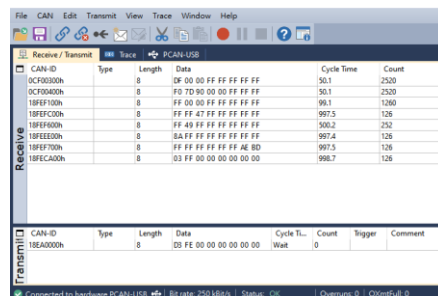 File CAN Edit Transmit View Trace Window Help
Receive / Transmit Trace PCAN-USB
CAN-ID Type Length Data Cycle Time Count
0CF00300h 8 DF 00 00 FF FF FF FF FF 50.1 2520
0CF00400h 8 F0 7D 90 00 00 FF FF FF 50.1 2520
18FEF100h 8 FF 00 00 FF FF FF FF FF 99.1 1260
18FEFC00h 8 FF FF 47 FF FF FF FF FF 997.5 126
18FEF600h 8 FF 49 FF FF FF FF FF FF 500.2 252
18FEEE00h 8 8A FF FF FF FF FF FF FF 997.4 126
18FEF700h 8 FF FF FF FF FF FF AE 8D 997.5 126
18FECA00h 8 03 FF 00 00 00 00 00 00 998.7 126
Receive
CAN-ID Type Length Data Cycle Ti... Count Trigger Comment
18EA0000h 8 D3 FE 00 00 00 00 00 00 Wait 0
Transmit
Connected to hardware PCAN-USB Bit rate: 250 kBit/s Status: OK Overruns: 0 QXmtFull: 0